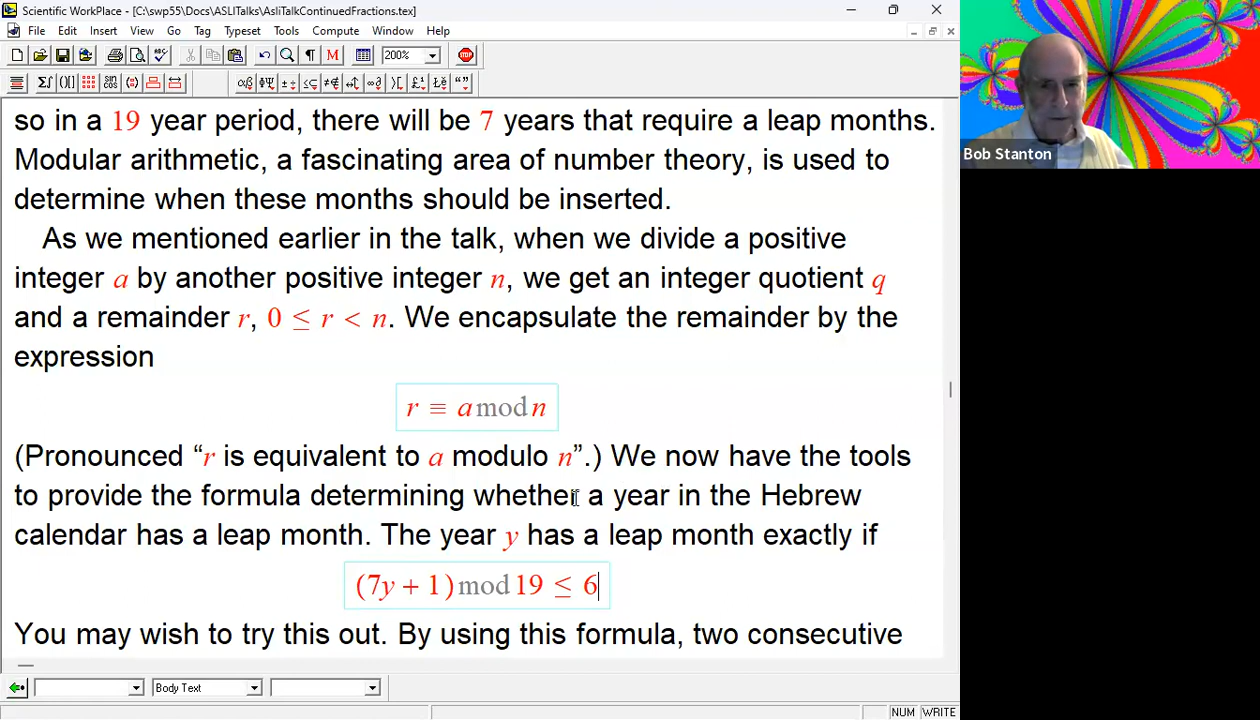 Scientific WorkPlace - [C:\swp55\Docs\ASLITalks\AsliTalkContinuedFractions.tex]
File Edit Insert View Go Tag Typeset Tools Compute Window Help
200%
so in a 19 year period, there will be 7 years that require a leap months.
Modular arithmetic, a fascinating area of number theory, is used to
determine when these months should be inserted.
As we mentioned earlier in the talk, when we divide a positive
integer a by another positive integer n, we get an integer quotient q
and a remainder r, 0 ≤ r < n. We encapsulate the remainder by the
expression
r ≡ a mod n
(Pronounced “r is equivalent to a modulo n”.) We now have the tools
to provide the formula determining whether a year in the Hebrew
calendar has a leap month. The year y has a leap month exactly if
(7y + 1) mod 19 ≤ 6
You may wish to try this out. By using this formula, two consecutive
Body Text
NUM WRITE
Bob Stanton